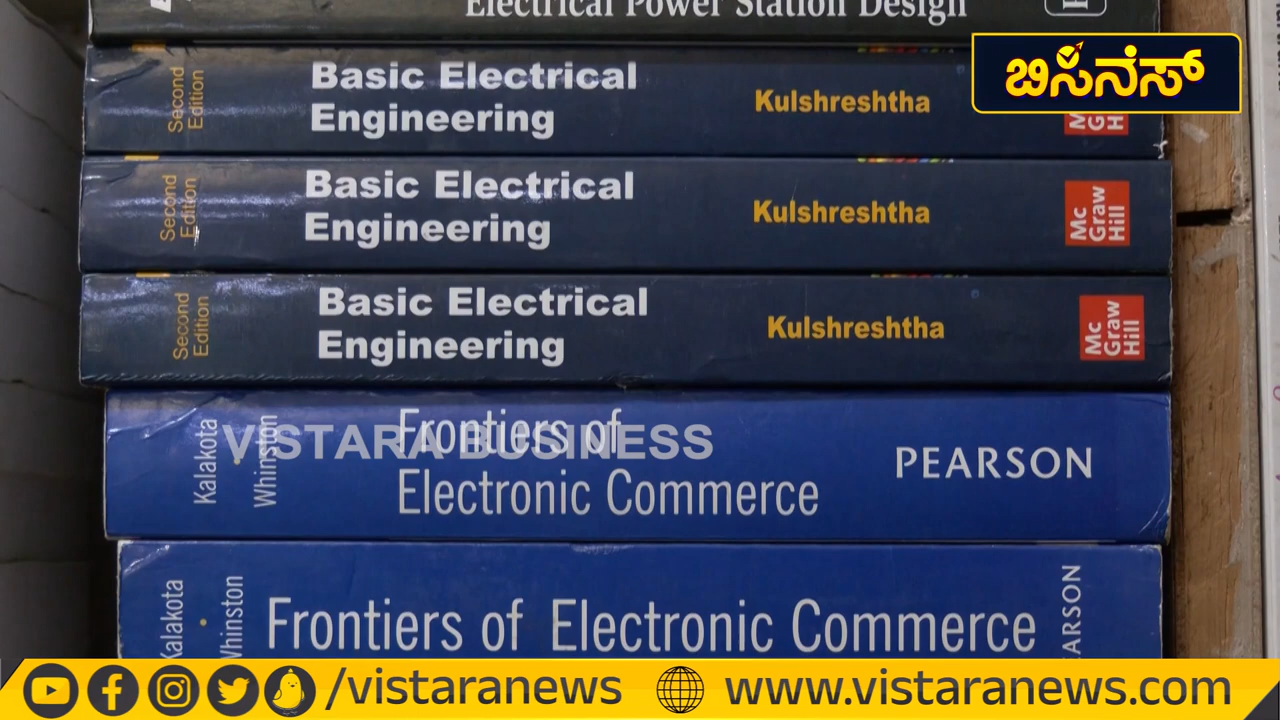 Electrical Power Station Design
ಬಿಸಿನೆಸ್
Second
Edition
Basic Electrical
Engineering
Kulshreshtha
Mc
Second
Edition
Basic Electrical
Engineering
Kulshreshtha
Mc
Graw
Hill
Second
Edition
Basic Electrical
Engineering
Kulshreshtha
Mc
Graw
Hill
Kalakota
Whinston
Frontiers of
Electronic Commerce
PEARSON
VISTARA BUSINESS
Kalakota
Whinston
Frontiers of Electronic Commerce
PEARSON
/vistaranews
www.vistaranews.com